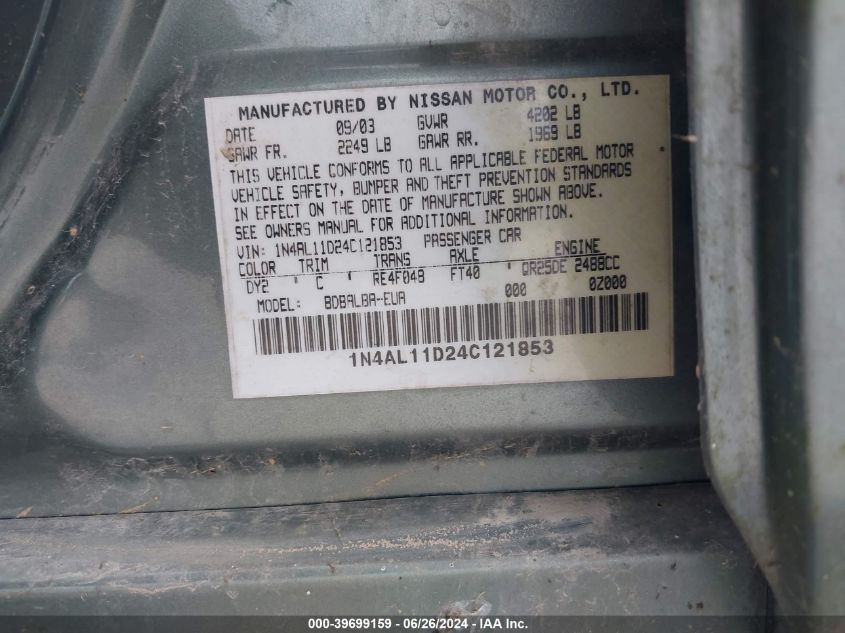 MANUFACTURED BY NISSAN MOTOR CO., LTD.
DATE 09/03 GVWR 4202 LB
GAWR FR. 2249 LB GAWR RR. 1969 LB
THIS VEHICLE CONFORMS TO ALL APPLICABLE FEDERAL MOTOR
VEHICLE SAFETY, BUMPER AND THEFT PREVENTION STANDARDS
IN EFFECT ON THE DATE OF MANUFACTURE SHOWN ABOVE.
SEE OWNERS MANUAL FOR ADDITIONAL INFORMATION.
VIN: 1N4AL11D24C121853 PASSENGER CAR
COLOR TRIM TRANS AXLE ENGINE
DY2 ' C RE4F04B FT40 ' QR25DE 2488CC
MODEL: BDBALBA-EUA 000 0Z000
1N4AL11D24C121853
000-39699159 - 06/26/2024 - IAA Inc.